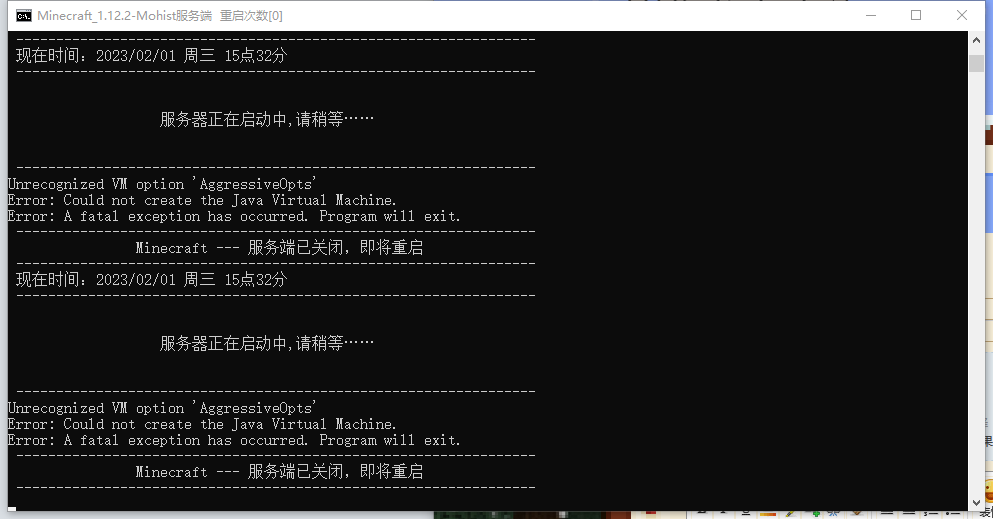 Minecraft_1.12.2-Mohist服务端 重启次数[0]
------------------------------------------------------------------
现在时间：2023/02/01 周三 15点32分
------------------------------------------------------------------
服务器正在启动中,请稍等……
------------------------------------------------------------------
Unrecognized VM option 'AggressiveOpts'
Error: Could not create the Java Virtual Machine.
Error: A fatal exception has occurred. Program will exit.
------------------------------------------------------------------
Minecraft --- 服务端已关闭，即将重启
------------------------------------------------------------------
现在时间：2023/02/01 周三 15点32分
------------------------------------------------------------------
服务器正在启动中,请稍等……
------------------------------------------------------------------
Unrecognized VM option 'AggressiveOpts'
Error: Could not create the Java Virtual Machine.
Error: A fatal exception has occurred. Program will exit.
------------------------------------------------------------------
Minecraft --- 服务端已关闭，即将重启
------------------------------------------------------------------